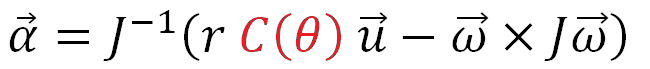 α⃗ = J⁻¹(r C(θ) u⃗ − ω⃗ × Jω⃗)